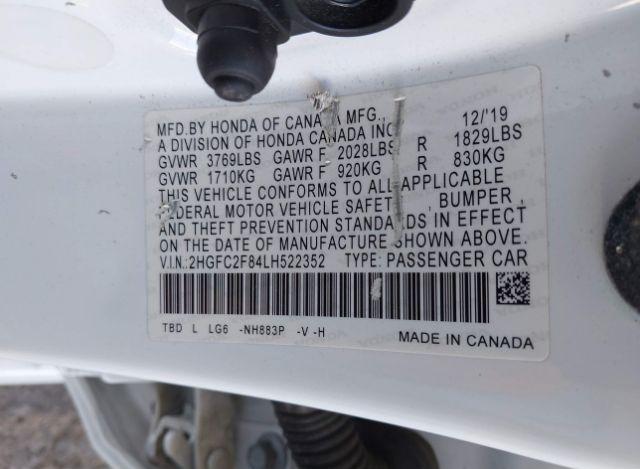 MFD.BY HONDA OF CANADA MFG., 12/'19
A DIVISION OF HONDA CANADA INC.
GVWR 3769LBS GAWR F 2028LBS R 1829LBS
GVWR 1710KG GAWR F 920KG R 830KG
THIS VEHICLE CONFORMS TO ALL APPLICABLE
FEDERAL MOTOR VEHICLE SAFETY, BUMPER,
AND THEFT PREVENTION STANDARDS IN EFFECT
ON THE DATE OF MANUFACTURE SHOWN ABOVE.
V.I.N.:2HGFC2F84LH522352 TYPE: PASSENGER CAR
TBD L LG6 -NH883P -V -H
MADE IN CANADA